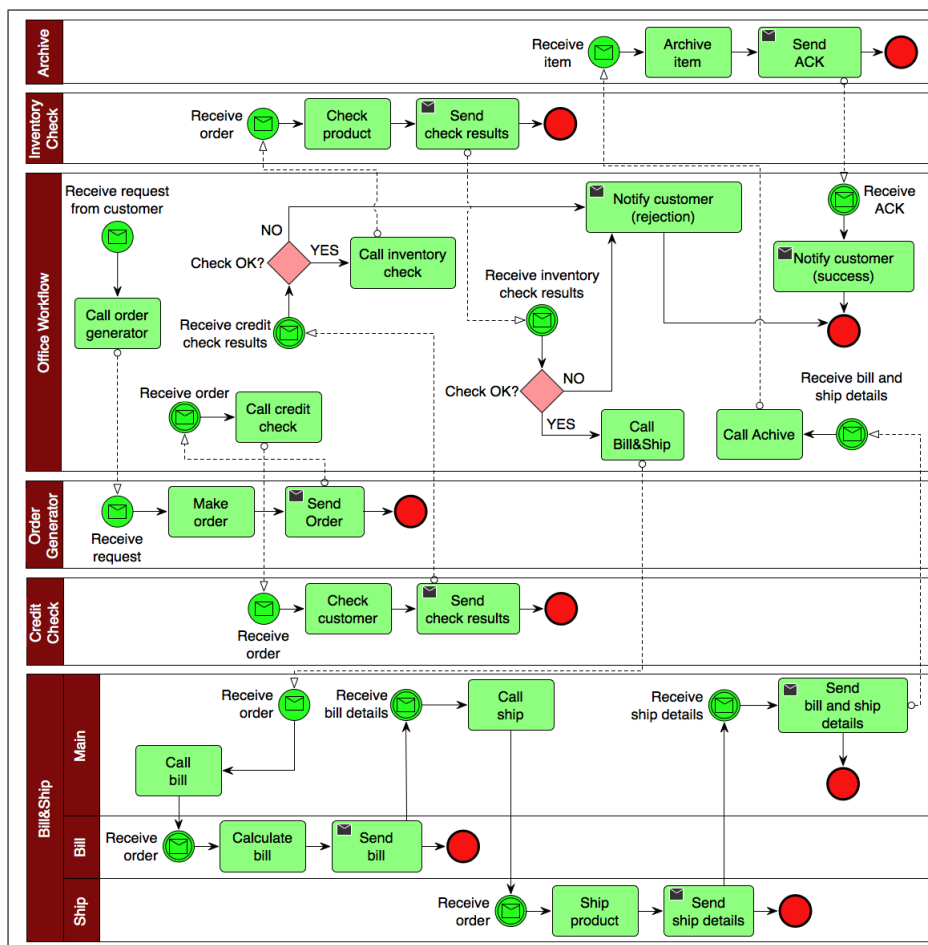 Archive
Receive
item
Archive
item
Send
ACK
Inventory
Check
Receive
order
Check
product
Send
check results
Office Workflow
Receive request
from customer
Call order
generator
Receive order
Call credit
check
NO
Check OK?
YES
Receive credit
check results
Call inventory
check
Receive inventory
check results
Check OK?
NO
YES
Notify customer
(rejection)
Call
Bill&Ship
Receive
ACK
Notify customer
(success)
Receive bill and
ship details
Call Achive
Order
Generator
Receive
request
Make
order
Send
Order
Credit
Check
Receive
order
Check
customer
Send
check results
Bill&Ship
Main
Receive
order
Call
bill
Receive
bill details
Call
ship
Receive
ship details
Send
bill and ship
details
Bill
Receive
order
Calculate
bill
Send
bill
Ship
Receive
order
Ship
product
Send
ship details